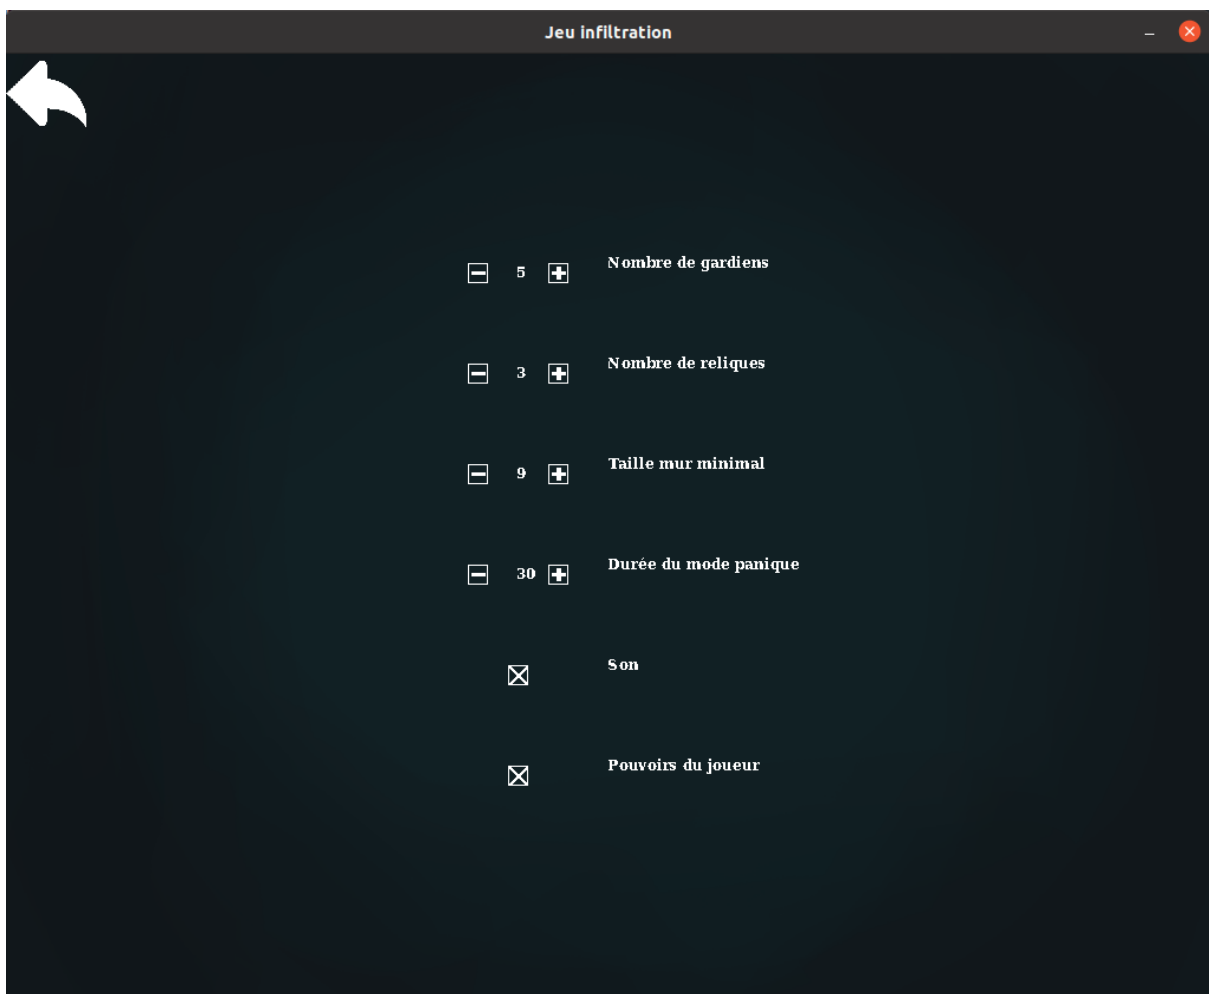 Jeu infiltration
5 Nombre de gardiens
3 Nombre de reliques
9 Taille mur minimal
30 Durée du mode panique
Son
Pouvoirs du joueur